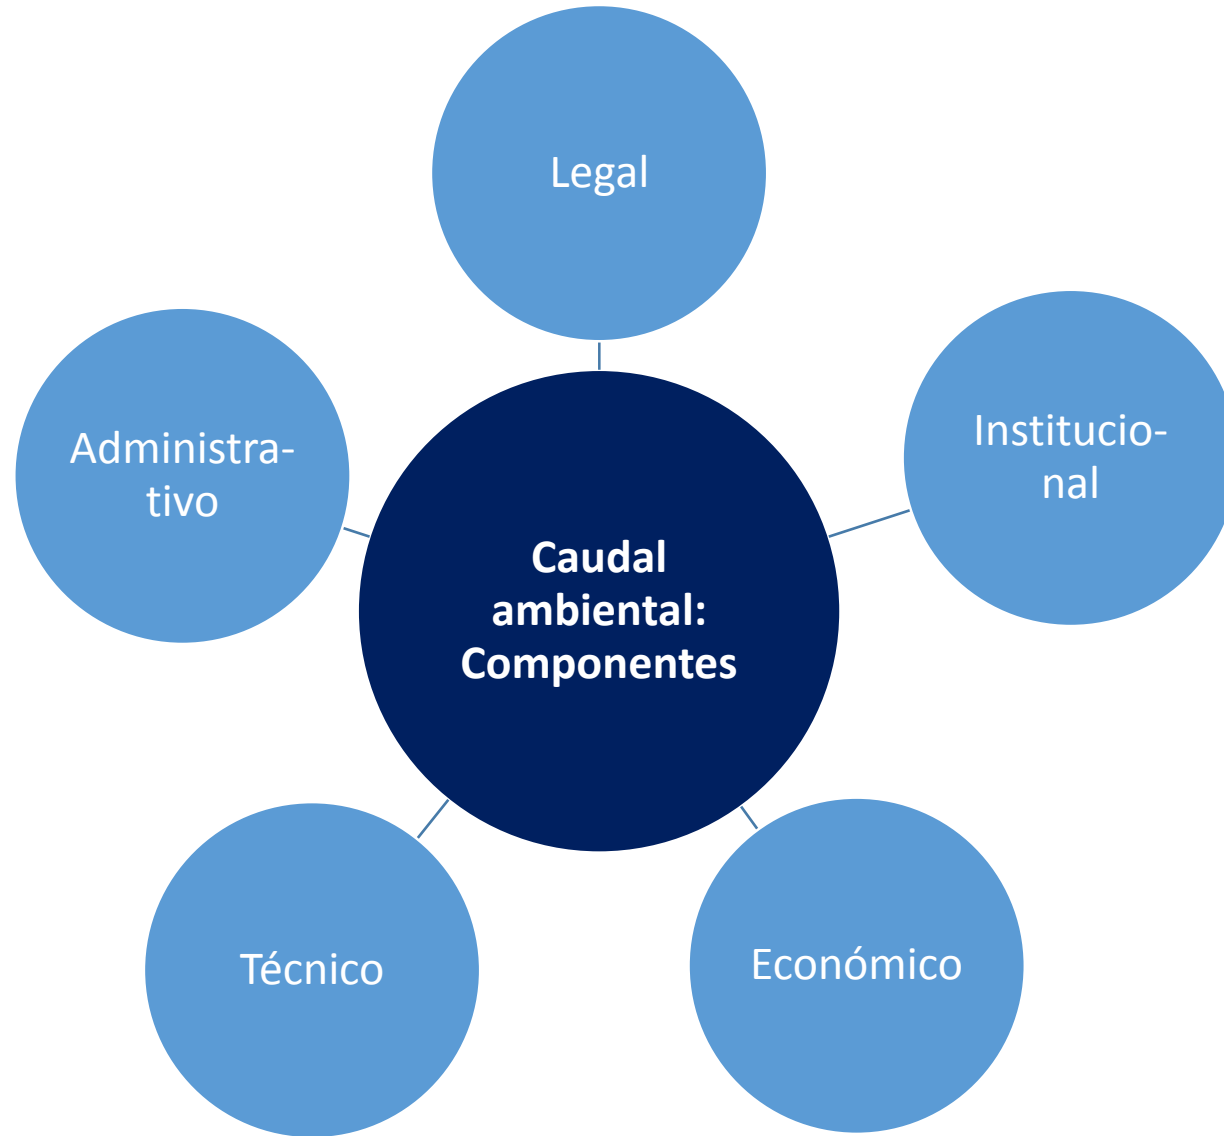 Legal
Institucio-
nal
Administra-
tivo
Caudal
ambiental:
Componentes
Económico
Técnico